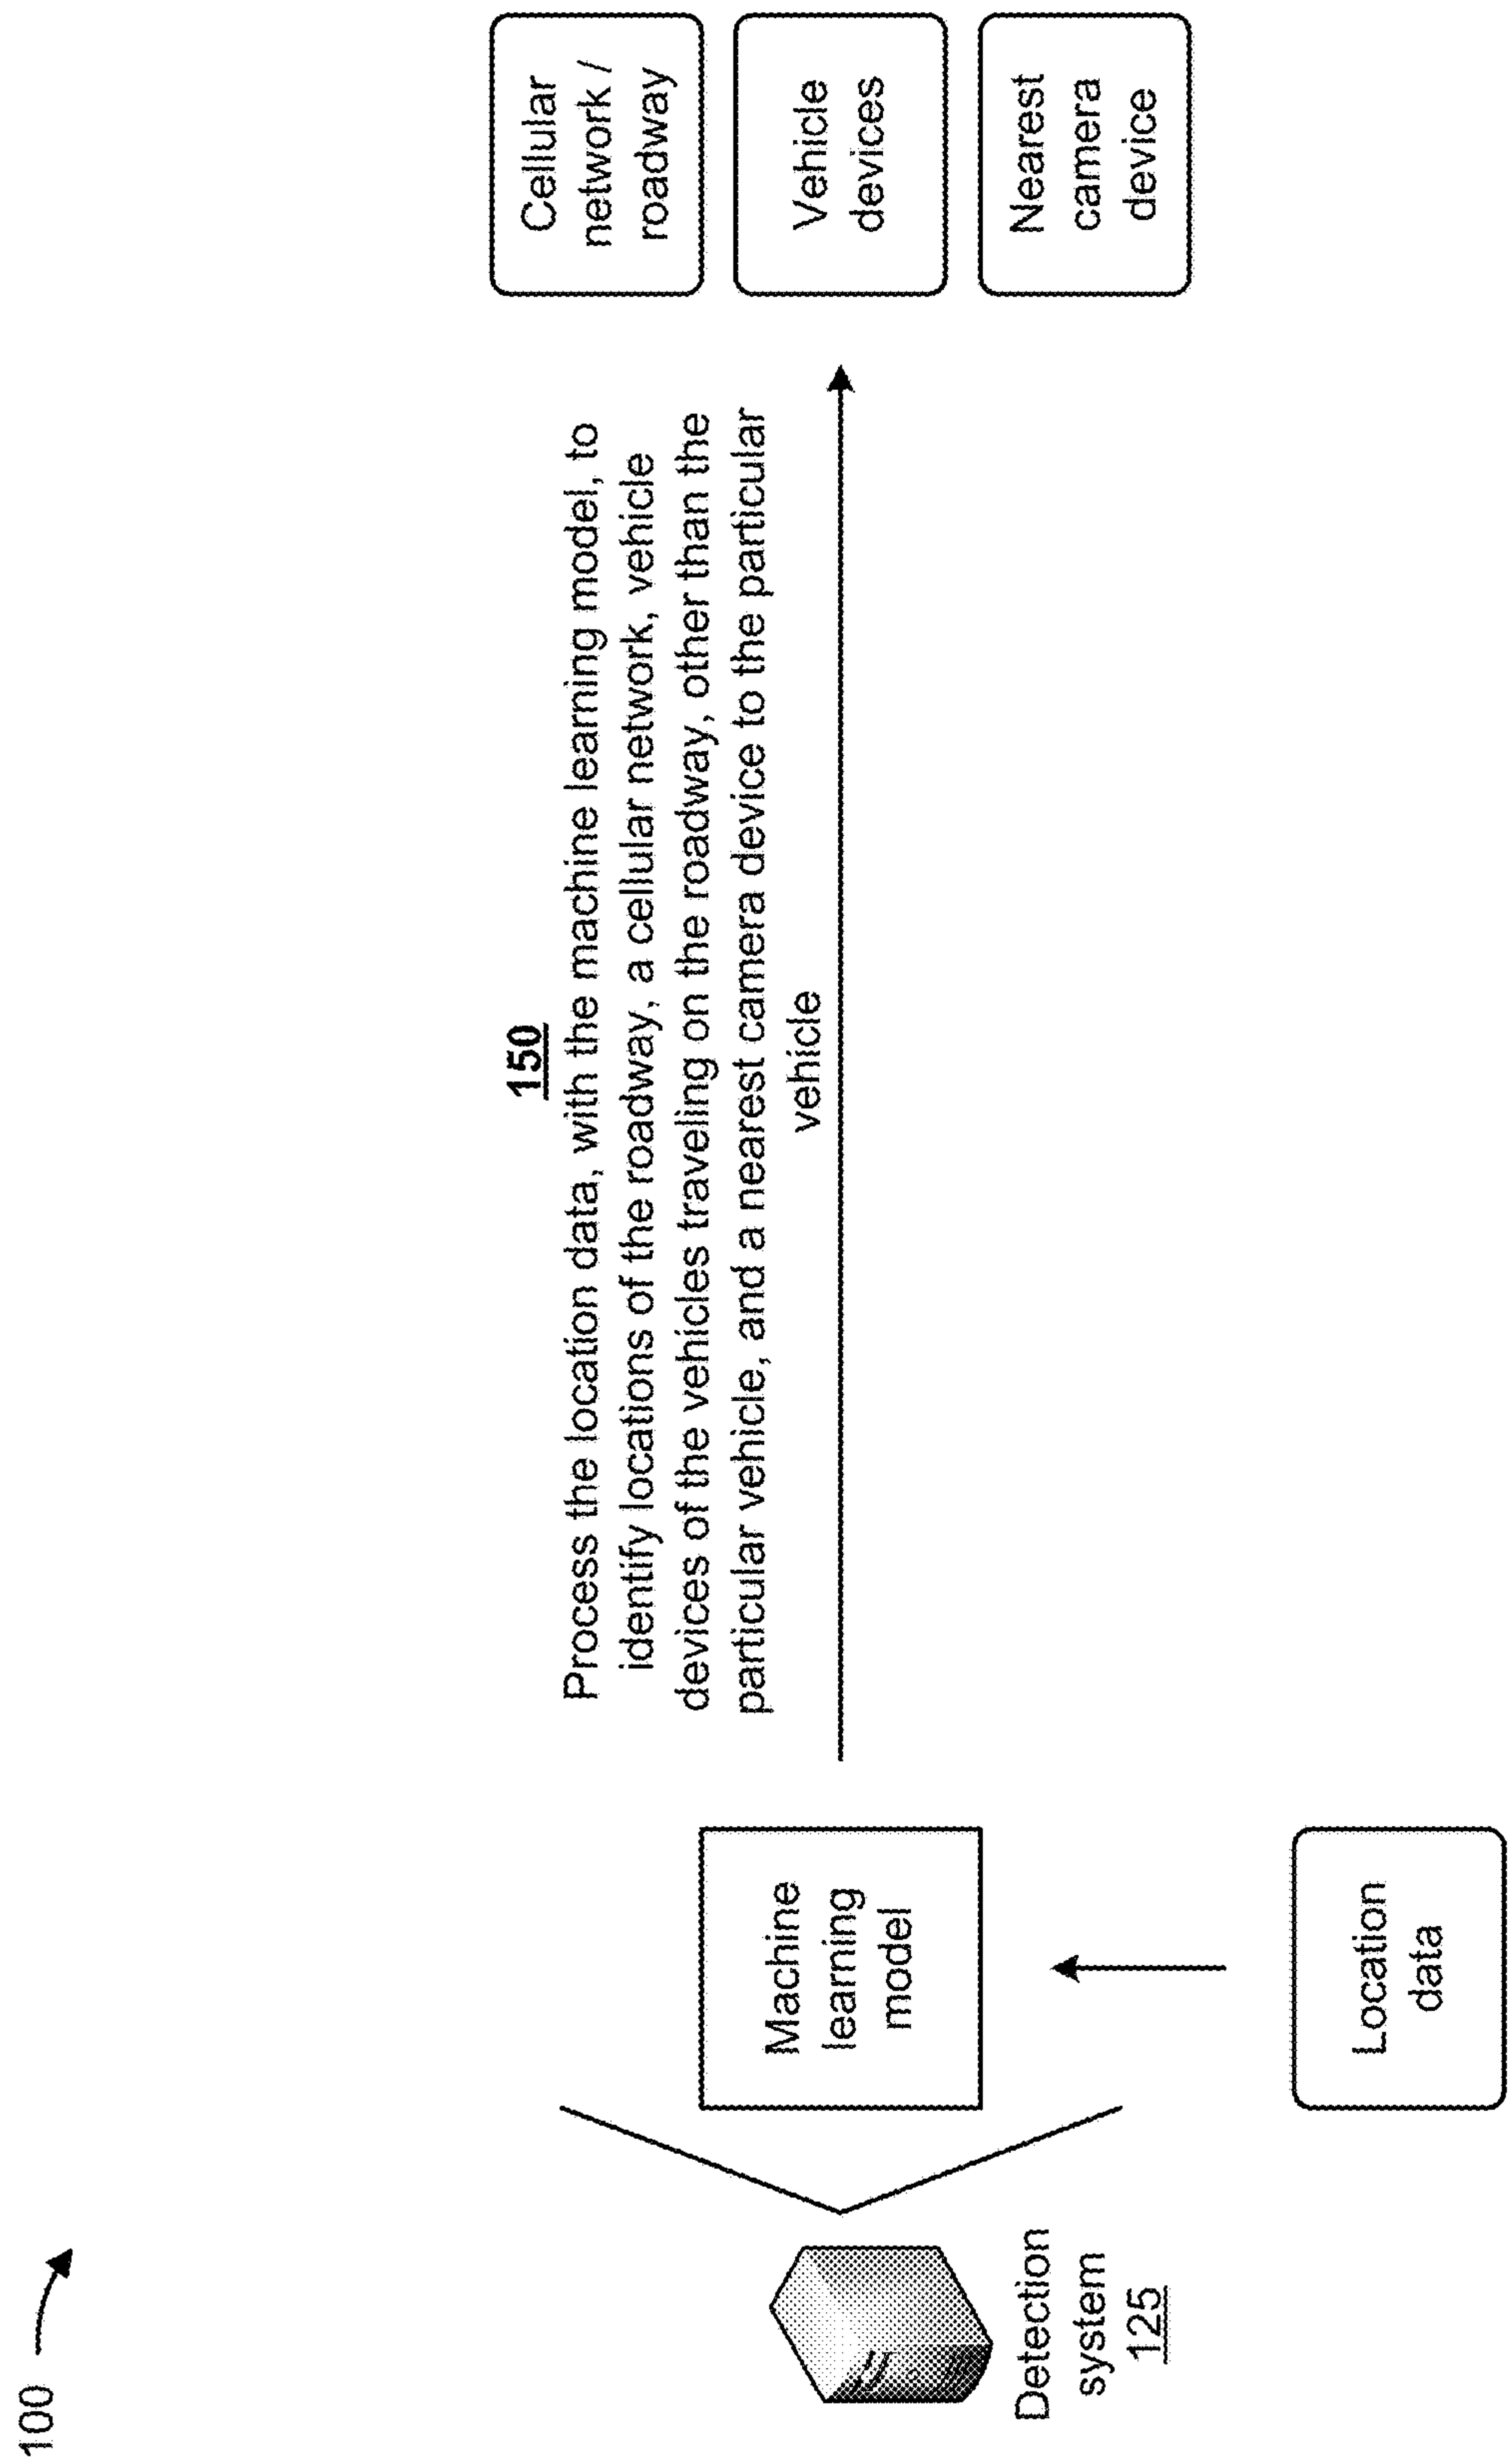 100
150
Process the location data, with the machine learning model, to
identify locations of the roadway, a cellular network, vehicle
devices of the vehicles traveling on the roadway, other than the
particular vehicle, and a nearest camera device to the particular
vehicle
Cellular
network /
roadway
Vehicle
devices
Nearest
camera
device
Machine
learning
model
Detection
system
125
Location
data